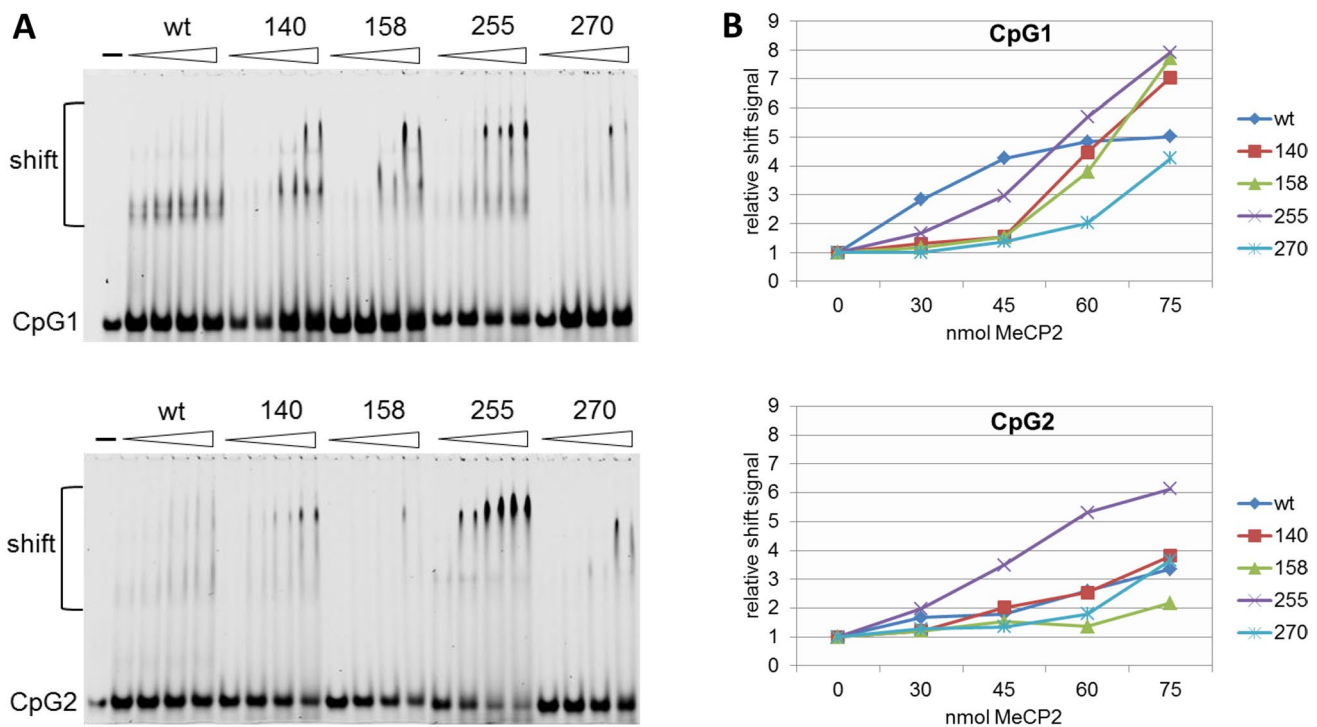 A
wt 140 158 255 270
–
shift
CpG1
wt 140 158 255 270
–
shift
CpG2
B
CpG1
relative shift signal
9
8
7
6
5
4
3
2
1
0
0 30 45 60 75
nmol MeCP2
wt
140
158
255
270
CpG2
relative shift signal
9
8
7
6
5
4
3
2
1
0
0 30 45 60 75
nmol MeCP2
wt
140
158
255
270